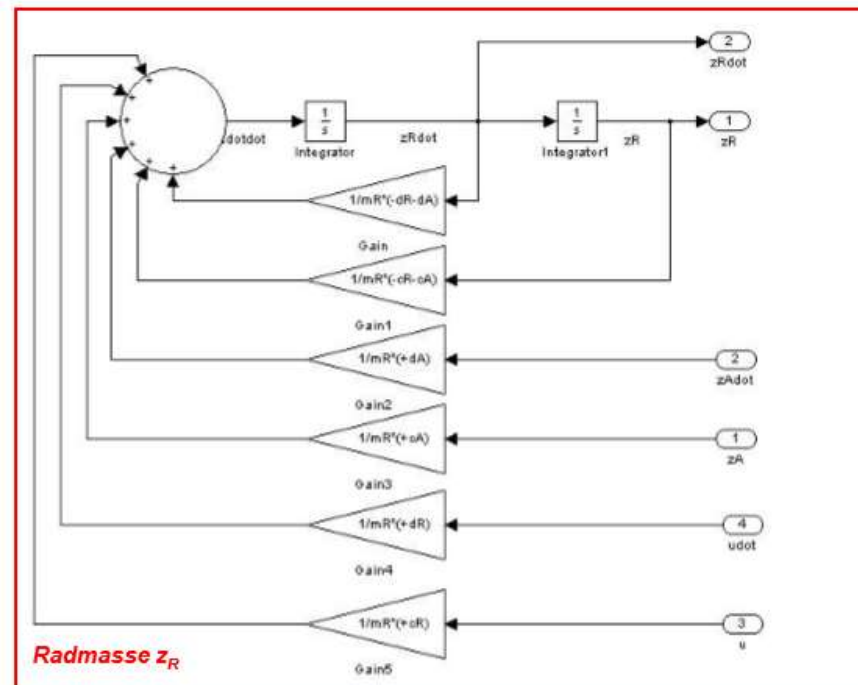 2
zRdot
dotdot
1
s
Integrator
zRdot
1
s
Integrator1
zR
1
zR
1/mR*(-dR-dA)
Gain
1/mR*(-cR-cA)
Gain1
1/mR*(+dA)
2
zAdot
Gain2
1/mR*(+cA)
1
zA
Gain3
1/mR*(+dR)
4
udot
Gain4
1/mR*(+cR)
3
u
Gain5
Radmasse zR
+
+
+
+
+
+